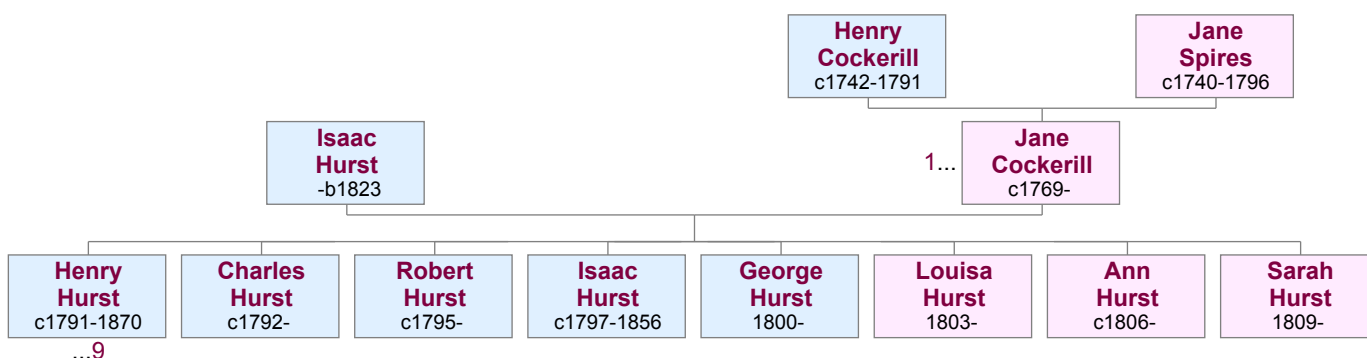 Henry
Cockerill
c1742-1791
Jane
Spires
c1740-1796
Isaac
Hurst
-b1823
1...
Jane
Cockerill
c1769-
Henry
Hurst
c1791-1870
Charles
Hurst
c1792-
Robert
Hurst
c1795-
Isaac
Hurst
c1797-1856
George
Hurst
1800-
Louisa
Hurst
1803-
Ann
Hurst
c1806-
Sarah
Hurst
1809-
...9